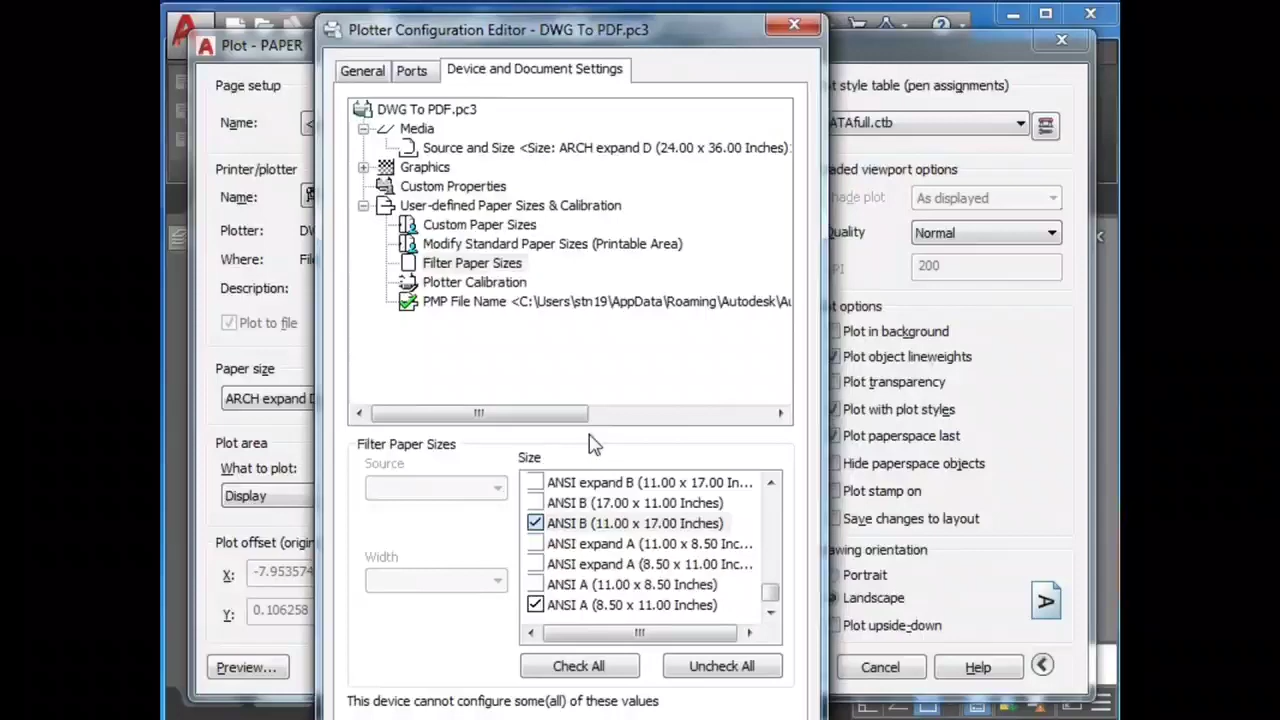 Plotter Configuration Editor - DWG To PDF.pc3
Plot - PAPER
General
Ports
Device and Document Settings
DWG To PDF.pc3
Media
Source and Size <Size: ARCH expand D (24.00 x 36.00 Inches)
Graphics
Custom Properties
User-defined Paper Sizes & Calibration
Custom Paper Sizes
Modify Standard Paper Sizes (Printable Area)
Filter Paper Sizes
Plotter Calibration
PMP File Name <C:\Users\stn19\AppData\Roaming\Autodesk\Au
Filter Paper Sizes
Source
Width
Size
ANSI expand B (11.00 x 17.00 In...
ANSI B (17.00 x 11.00 Inches)
ANSI B (11.00 x 17.00 Inches)
ANSI expand A (11.00 x 8.50 Inc...
ANSI expand A (8.50 x 11.00 Inc...
ANSI A (11.00 x 8.50 Inches)
ANSI A (8.50 x 11.00 Inches)
Check All
Uncheck All
This device cannot configure some(all) of these values
Page setup
Name:
Printer/plotter
Name:
Plotter:
DW
Where:
File
Description:
Plot to file
Paper size
ARCH expand D
Plot area
What to plot:
Display
Plot offset (origin
X:
-7.953574
Y:
0.106258
Preview...
t style table (pen assignments)
ATAfull.ctb
aded viewport options
hade plot
As displayed
uality
Normal
PI
200
ot options
Plot in background
Plot object lineweights
Plot transparency
Plot with plot styles
Plot paperspace last
Hide paperspace objects
Plot stamp on
Save changes to layout
awing orientation
Portrait
Landscape
Plot upside-down
A
Cancel
Help